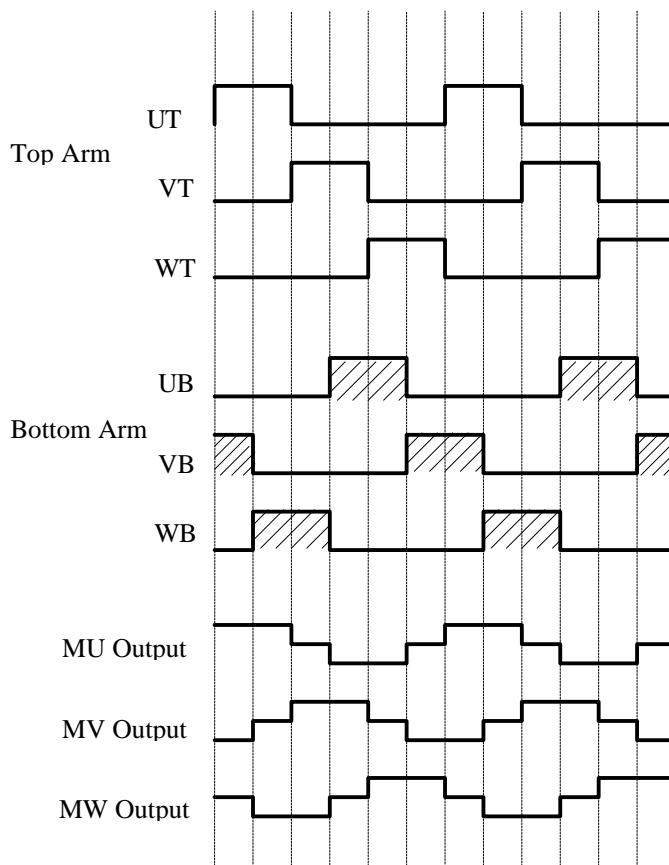 UT
Top Arm
VT
WT
UB
Bottom Arm
VB
WB
MU Output
MV Output
MW Output